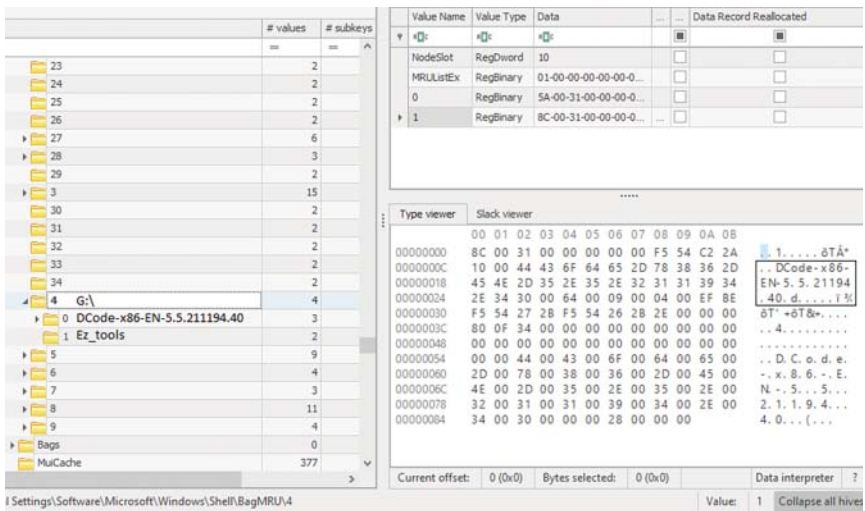 # values # subkeys
= =
23 2
24 2
25 2
26 2
27 6
28 3
29 2
3 15
30 2
31 2
32 2
33 2
34 2
4 G:\ 4
0 DCode-x86-EN-5.5.211194.40 3
1 Ez_tools 2
5 9
6 4
7 3
8 11
9 4
Bags 0
MuiCache 377
l Settings\Software\Microsoft\Windows\Shell\BagMRU\4
Value Name Value Type Data ... ... Data Record Reallocated
NodeSlot RegDword 10
MRUListEx RegBinary 01-00-00-00-00-00-0...
0 RegBinary 5A-00-31-00-00-00-0...
1 RegBinary 8C-00-31-00-00-00-0... ...
Type viewer Slack viewer
00 01 02 03 04 05 06 07 08 09 0A 0B
00000000 8C 00 31 00 00 00 00 00 F5 54 C2 2A . . 1 . . . . . õTÂ*
0000000C 10 00 44 43 6F 64 65 2D 78 38 36 2D . . DCode-x86-
00000018 45 4E 2D 35 2E 35 2E 32 31 31 39 34 EN-5.5.21194
00000024 2E 34 30 00 64 00 09 00 04 00 EF BE .40.d.....ï¾
00000030 F5 54 27 2B F5 54 26 2B 2E 00 00 00 õT'+õT&+....
0000003C 80 0F 34 00 00 00 00 00 00 00 00 00 . . 4 . . . . . . . . .
00000048 00 00 00 00 00 00 00 00 00 00 00 00 . . . . . . . . . . . .
00000054 00 00 44 00 43 00 6F 00 64 00 65 00 . . D. C. o. d. e.
00000060 2D 00 78 00 38 00 36 00 2D 00 45 00 -. x. 8. 6. -. E.
0000006C 4E 00 2D 00 35 00 2E 00 35 00 2E 00 N. -. 5. . . 5. . .
00000078 32 00 31 00 31 00 39 00 34 00 2E 00 2. 1. 1. 9. 4. . .
00000084 34 00 30 00 00 00 28 00 00 00 4. 0. . . (. . .
Current offset: 0 (0x0) Bytes selected: 0 (0x0) Data interpreter ?
Value: 1 Collapse all hives